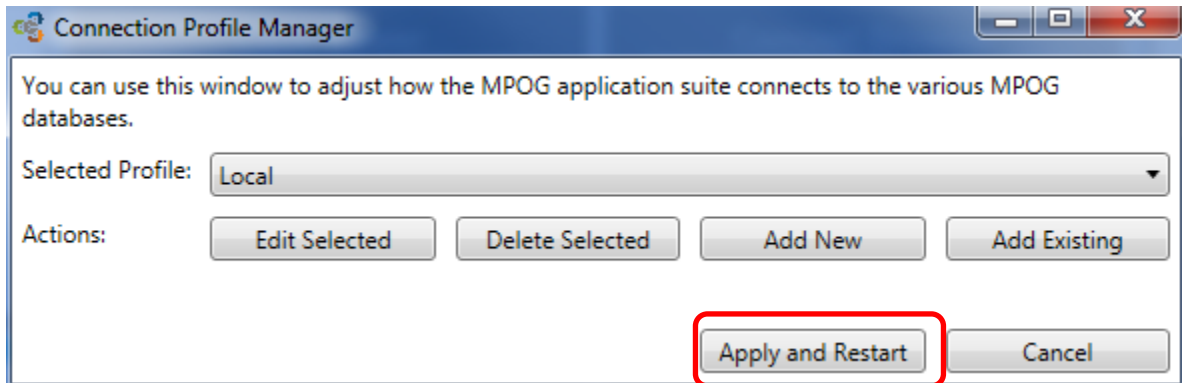 Connection Profile Manager
You can use this window to adjust how the MPOG application suite connects to the various MPOG
databases.
Selected Profile: Local
Actions: Edit Selected Delete Selected Add New Add Existing
Apply and Restart Cancel